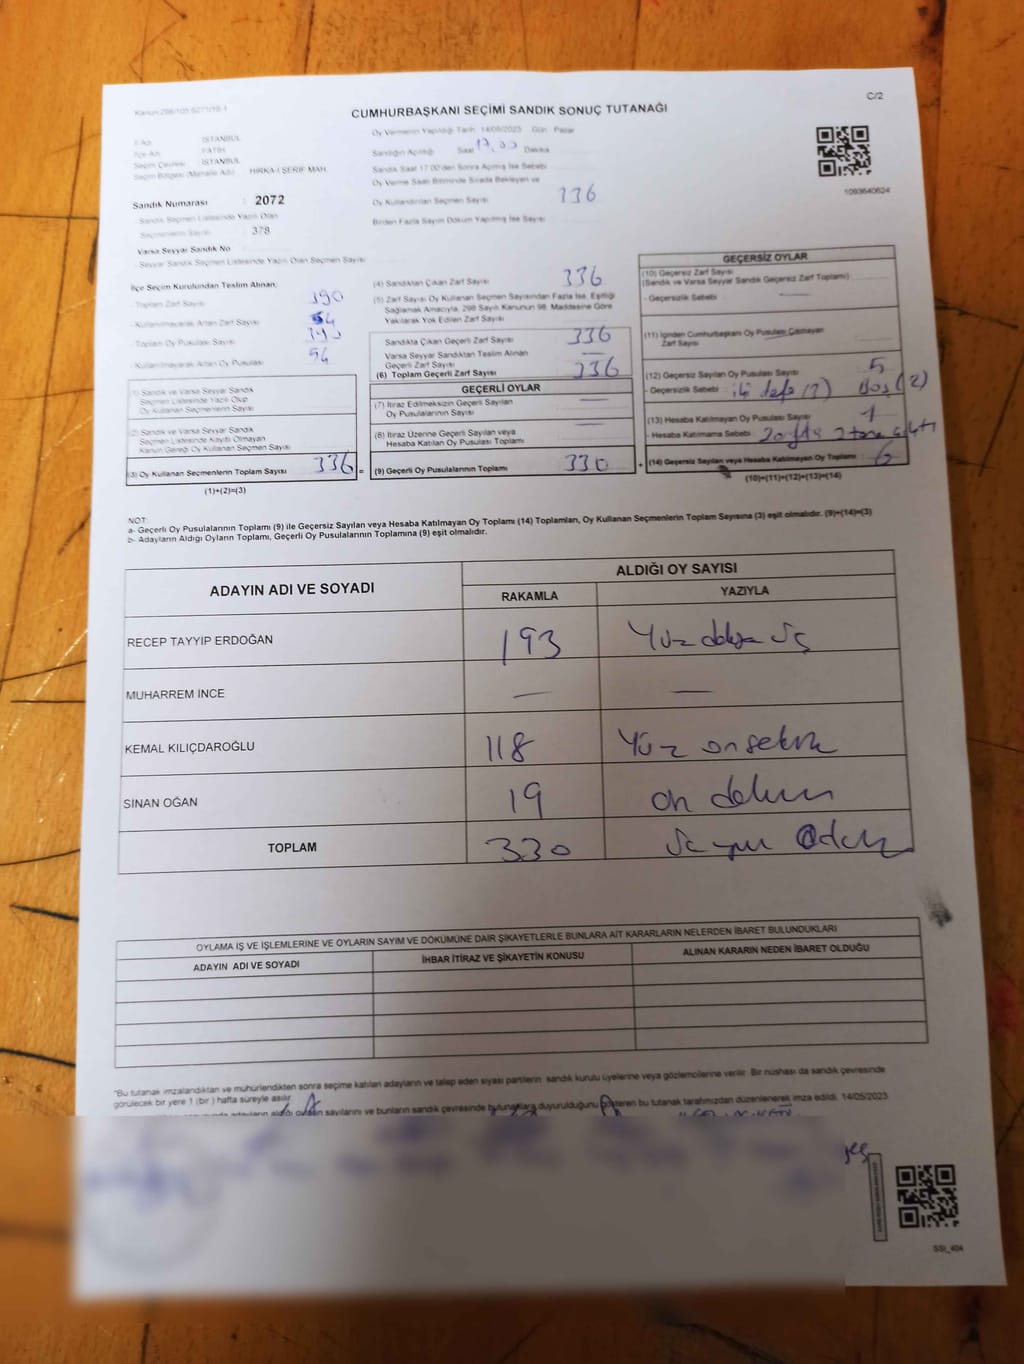 Kanun 298/105 6271/18-1
C/2
CUMHURBAŞKANI SEÇİMİ SANDIK SONUÇ TUTANAĞI
İl Adı : İSTANBUL
İlçe Adı : FATİH
Seçim Çevresi : İSTANBUL
Seçim Bölgesi (Mahalle Adı) : HIRKA-I ŞERİF MAH.
Sandık Numarası : 2072
Sandık Seçmen Listesinde Yazılı Olan
Seçmenlerin Sayısı : 378
Varsa Seyyar Sandık No
Seyyar Sandık Seçmen Listesinde Yazılı Olan Seçmen Sayısı
Oy Vermenin Yapıldığı Tarih 14/05/2023 Gün Pazar
Sandığın Açıldığı Saat 17.00 Dakika
Sandık Saat 17.00'den Sonra Açılmış İse Sebebi
Oy Verme Saati Bitiminde Sırada Bekleyen ve
Oy Kullandırılan Seçmen Sayısı 336
Birden Fazla Sayım Döküm Yapılmış İse Sayısı
1093640624
İlçe Seçim Kurulundan Teslim Alınan;
- Toplam Zarf Sayısı 390
- Kullanılmayarak Artan Zarf Sayısı 54
- Toplam Oy Pusulası Sayısı
- Kullanılmayarak Artan Oy Pusulası 54
(1) Sandık ve Varsa Seyyar Sandık
Seçmen Listesinde Yazılı Olup
Oy Kullanan Seçmenlerin Sayısı
(2) Sandık ve Varsa Seyyar Sandık
Seçmen Listesinde Kayıtlı Olmayan
Kanun Gereği Oy Kullanan Seçmen Sayısı
(3) Oy Kullanan Seçmenlerin Toplam Sayısı 336 =
(1)+(2)=(3)
(4) Sandıktan Çıkan Zarf Sayısı 336
(5) Zarf Sayısı Oy Kullanan Seçmen Sayısından Fazla İse, Eşitliği
Sağlamak Amacıyla, 298 Sayılı Kanunun 98. Maddesine Göre
Yakılarak Yok Edilen Zarf Sayısı
Sandıkta Çıkan Geçerli Zarf Sayısı 336
Varsa Seyyar Sandıktan Teslim Alınan
Geçerli Zarf Sayısı —
(6) Toplam Geçerli Zarf Sayısı 336
GEÇERLİ OYLAR
(7) İtiraz Edilmeksizin Geçerli Sayılan
Oy Pusulalarının Sayısı —
(8) İtiraz Üzerine Geçerli Sayılan veya
Hesaba Katılan Oy Pusulası Toplamı —
(9) Geçerli Oy Pusulalarının Toplamı 330 +
GEÇERSİZ OYLAR
(10) Geçersiz Zarf Sayısı
(Sandık ve Varsa Seyyar Sandık Geçersiz Zarf Toplamı)
- Geçersizlik Sebebi —
(11) İçinden Cumhurbaşkanı Oy Pusulası Çıkmayan
Zarf Sayısı
(12) Geçersiz Sayılan Oy Pusulası Sayısı 5
- Geçersizlik Sebebi : iki defa Boş (2)
(13) Hesaba Katılmayan Oy Pusulası Sayısı 1
- Hesaba Katılmama Sebebi : Zarfta 2 tane çıktı
(14) Geçersiz Sayılan veya Hesaba Katılmayan Oy Toplamı 6
(10)+(11)+(12)+(13)=(14)
NOT:
a- Geçerli Oy Pusulalarının Toplamı (9) ile Geçersiz Sayılan veya Hesaba Katılmayan Oy Toplamı (14) Toplamları, Oy Kullanan Seçmenlerin Toplam Sayısına (3) eşit olmalıdır. (9)+(14)=(3)
b- Adayların Aldığı Oyların Toplamı, Geçerli Oy Pusulalarının Toplamına (9) eşit olmalıdır.
ADAYIN ADI VE SOYADI
ALDIĞI OY SAYISI
RAKAMLA
YAZIYLA
RECEP TAYYIP ERDOĞAN 193 Yüz doksan üç
MUHARREM İNCE — —
KEMAL KILIÇDAROĞLU 118 Yüz onsekiz
SİNAN OĞAN 19 on dokuz
TOPLAM 330
OYLAMA İŞ VE İŞLEMLERİNE VE OYLARIN SAYIM VE DÖKÜMÜNE DAİR ŞİKAYETLERLE BUNLARA AİT KARARLARIN NELERDEN İBARET BULUNDUKLARI
ADAYIN ADI VE SOYADI
İHBAR İTİRAZ VE ŞİKAYETİN KONUSU
ALINAN KARARIN NEDEN İBARET OLDUĞU
*Bu tutanak imzalandıktan ve mühürlendikten sonra seçime katılan adayların ve talep eden siyasi partilerin sandık kurulu üyelerine veya gözlemcilerine verilir. Bir nüshası da sandık çevresinde
görülecek bir yere 1 (bir ) hafta süreyle asılır.
adayların aldığı oyların sayılarını ve bunların sandık çevresinde bulunanlara duyurulduğunu gösteren bu tutanak tarafımızdan düzenlenerek imza edildi. 14/05/2023
SSI_404